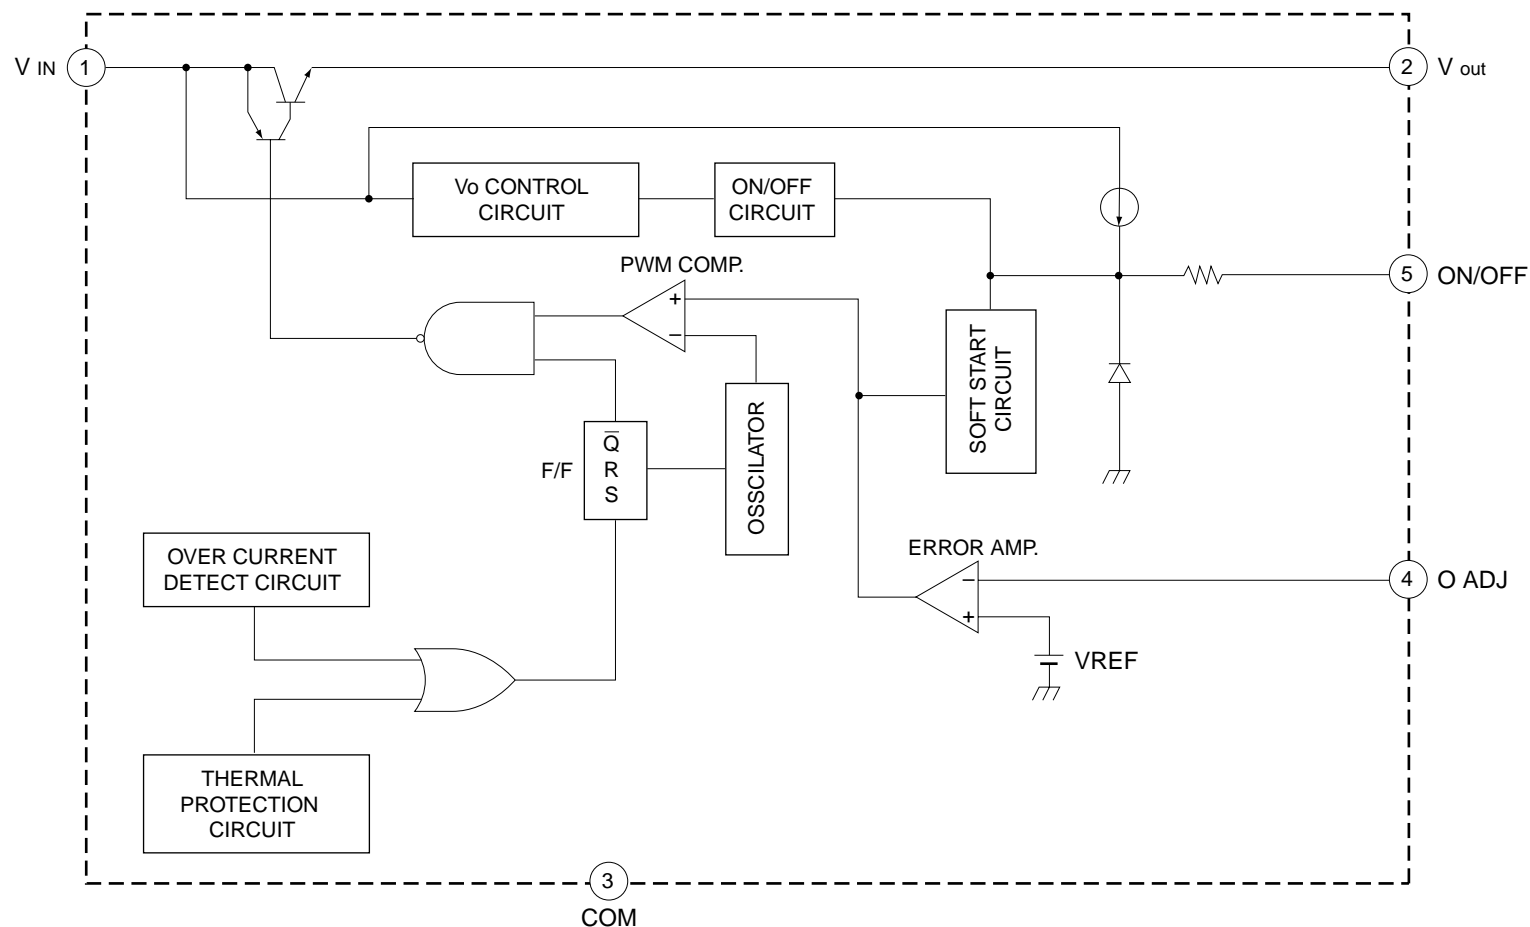 V IN
1
2
V out
Vo CONTROL
CIRCUIT
ON/OFF
CIRCUIT
PWM COMP.
+
−
5
ON/OFF
SOFT START
CIRCUIT
OSSCILATOR
F/F
Q̅
R
S
OVER CURRENT
DETECT CIRCUIT
ERROR AMP.
−
+
4
O ADJ
VREF
THERMAL
PROTECTION
CIRCUIT
3
COM